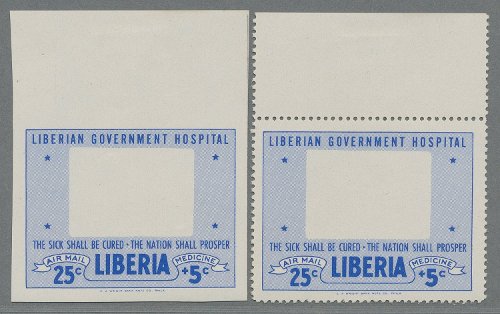 LIBERIAN GOVERNMENT HOSPITAL
THE SICK SHALL BE CURED • THE NATION SHALL PROSPER
AIR MAIL
MEDICINE
25c LIBERIA +5c
LIBERIAN GOVERNMENT HOSPITAL
THE SICK SHALL BE CURED • THE NATION SHALL PROSPER
AIR MAIL
MEDICINE
25c LIBERIA +5c